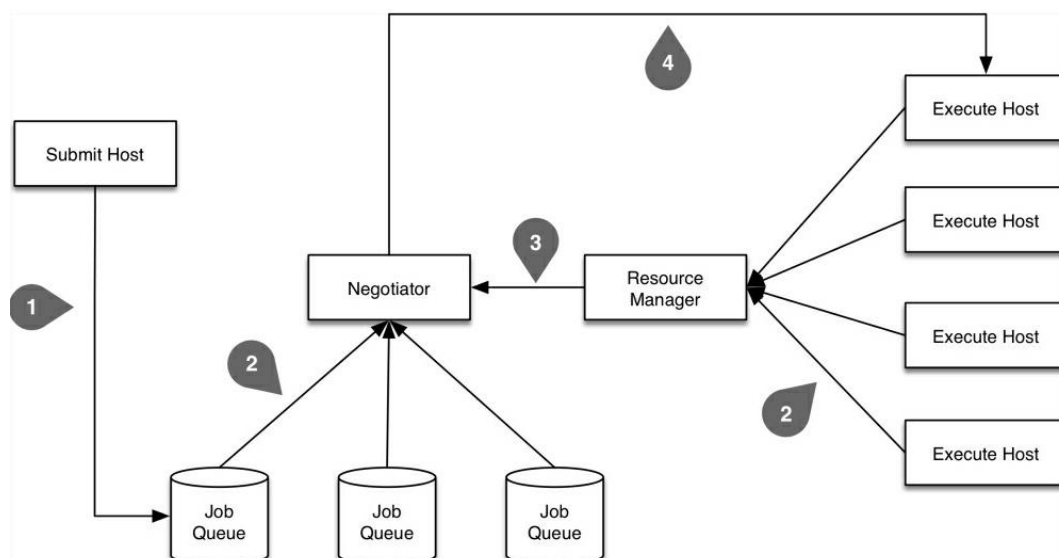 4
Execute Host
Submit Host
Execute Host
3
Negotiator
Resource
Manager
1
Execute Host
2
2
Execute Host
Job
Queue
Job
Queue
Job
Queue